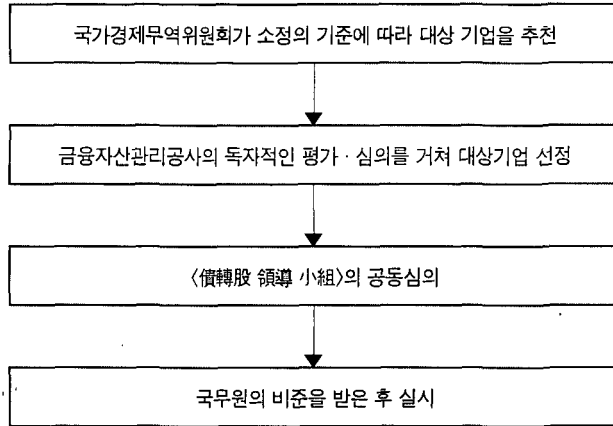 국가경제무역위원회가 소정의 기준에 따라 대상 기업을 추천
금융자산관리공사의 독자적인 평가 · 심의를 거쳐 대상기업 선정
〈債轉股 領導 小組〉의 공동심의
국무원의 비준을 받은 후 실시